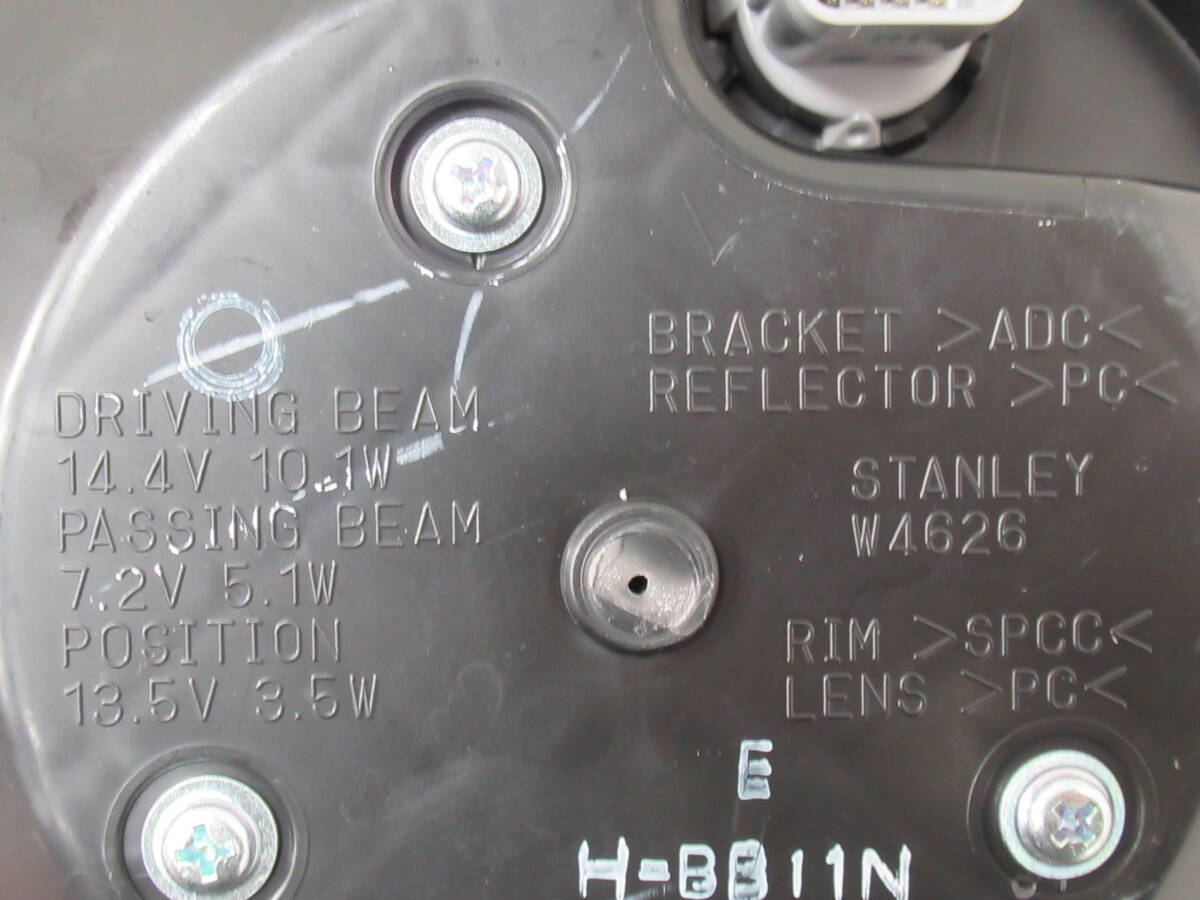 BRACKET >ADC<
REFLECTOR >PC<
DRIVING BEAM
14.4V 10.1W
PASSING BEAM
7.2V 5.1W
POSITION
13.5V 3.5W
STANLEY
W4626
RIM >SPCC<
LENS >PC<
E
H-BB11N